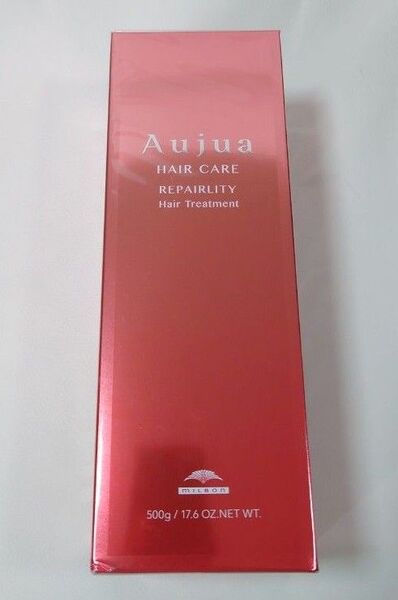 Aujua
HAIR CARE
REPAIRLITY
Hair Treatment
MILBON
500g / 17.6 OZ.NET WT.